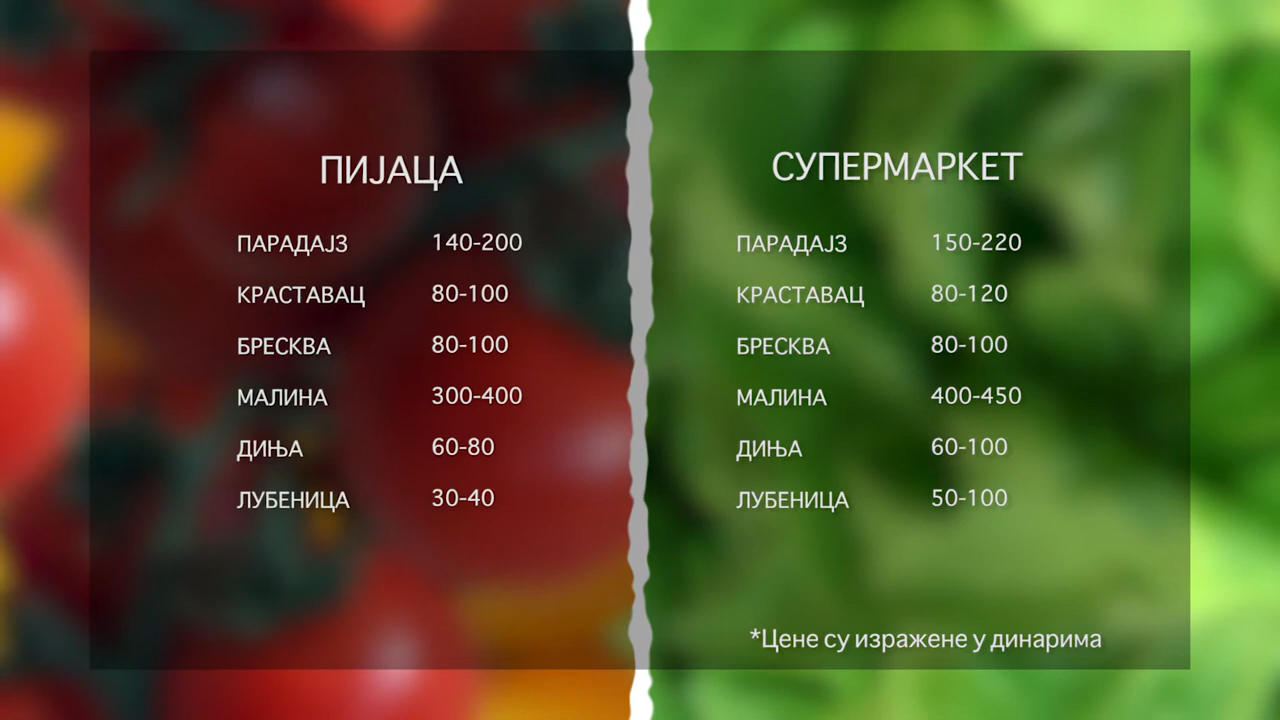 ПИЈАЦА
ПАРАДАЈЗ 140-200
КРАСТАВАЦ 80-100
БРЕСКВА 80-100
МАЛИНА 300-400
ДИЊА 60-80
ЛУБЕНИЦА 30-40
СУПЕРМАРКЕТ
ПАРАДАЈЗ 150-220
КРАСТАВАЦ 80-120
БРЕСКВА 80-100
МАЛИНА 400-450
ДИЊА 60-100
ЛУБЕНИЦА 50-100
*Цене су изражене у динарима